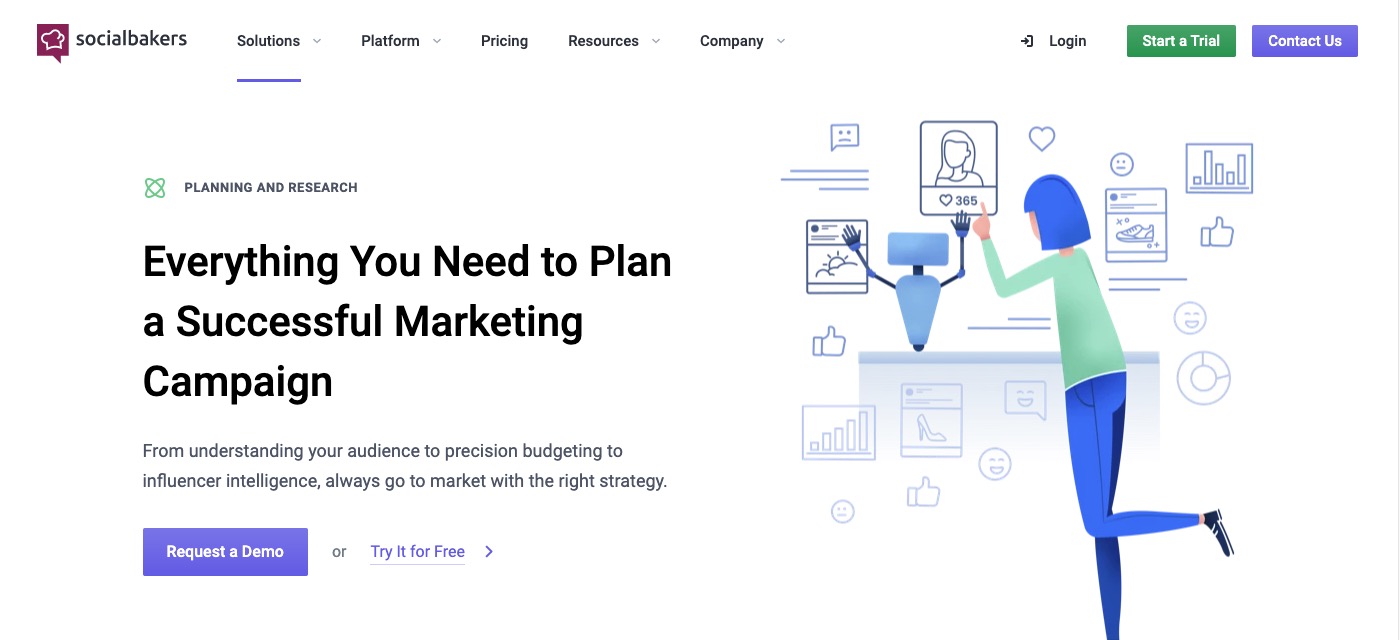 socialbakers
Solutions
Platform
Pricing
Resources
Company
Login
Start a Trial
Contact Us
PLANNING AND RESEARCH
Everything You Need to Plan
a Successful Marketing
Campaign
From understanding your audience to precision budgeting to
influencer intelligence, always go to market with the right strategy.
Request a Demo
or
Try It for Free
365